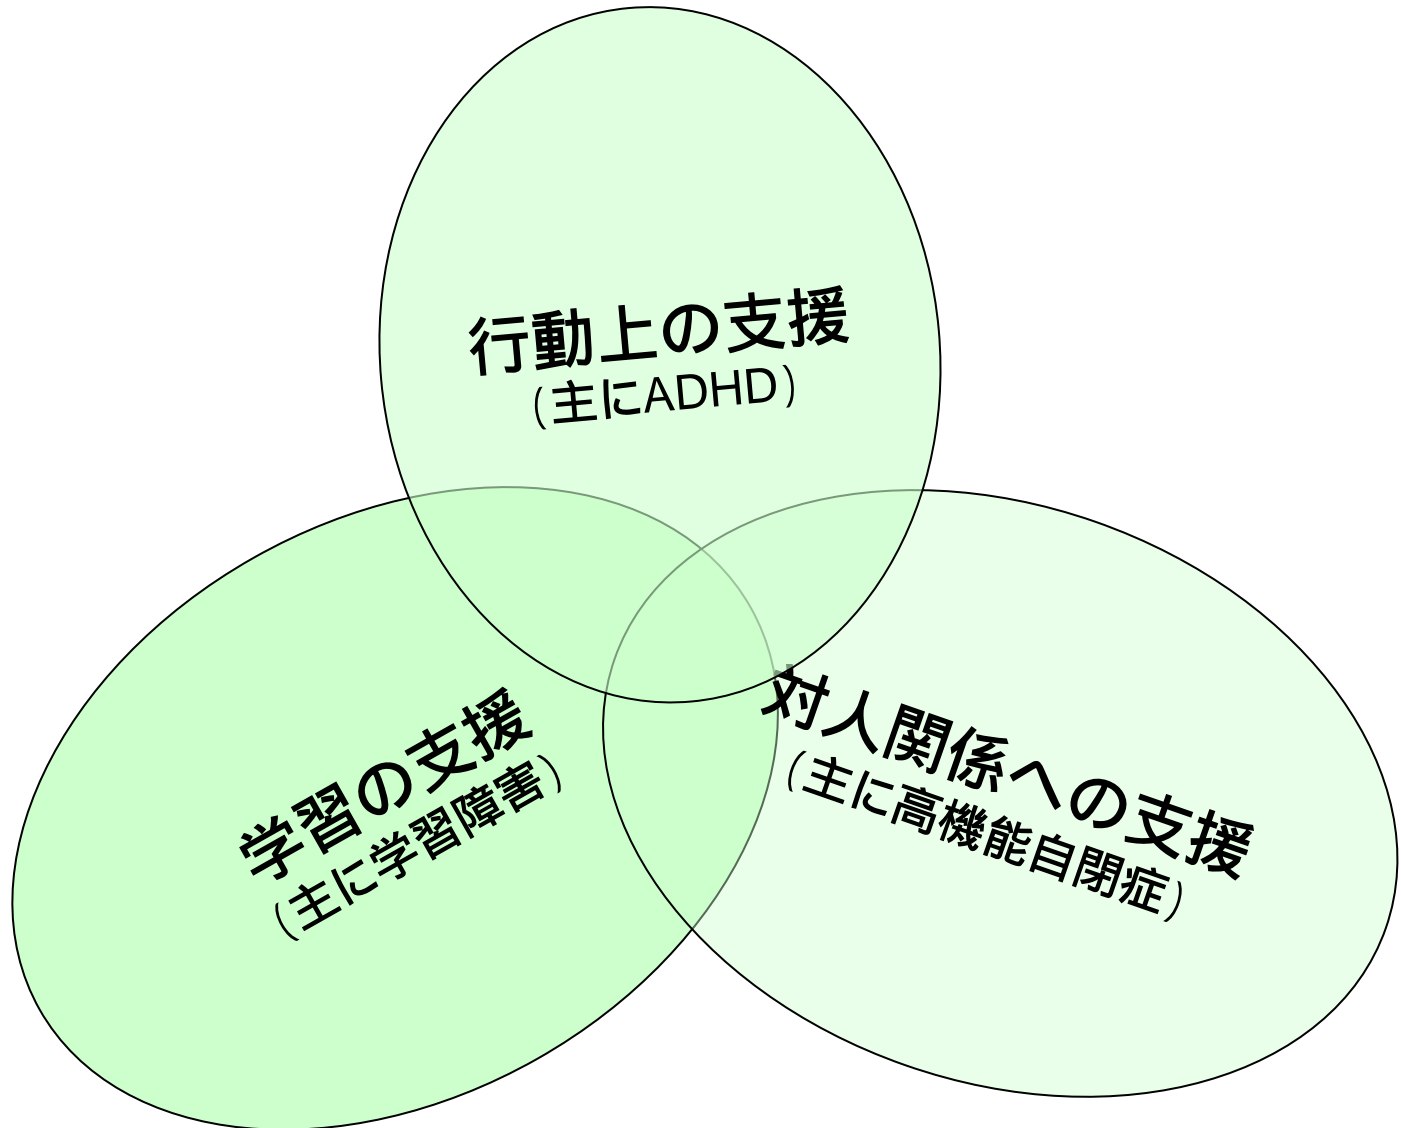 行動上の支援
（主にADHD）
学習の支援
（主に学習障害）
対人関係への支援
（主に高機能自閉症）